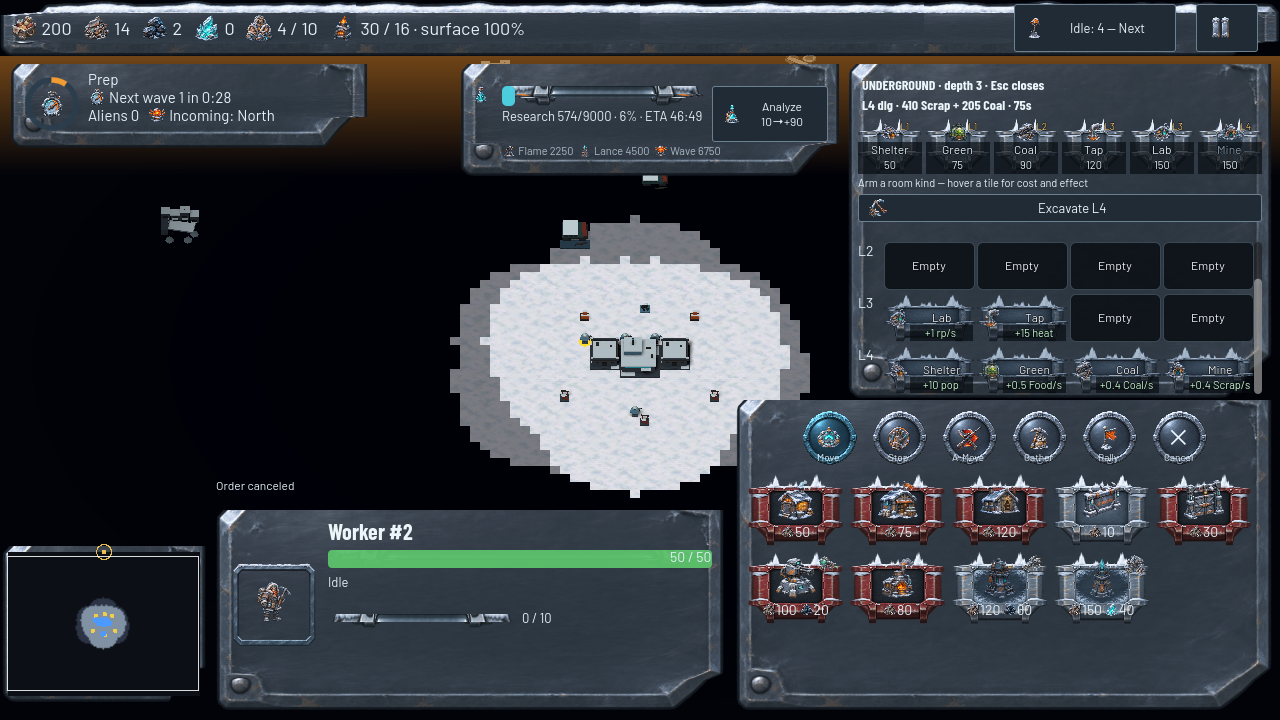 200 14 2 0 4 / 10 30 / 16 · surface 100%
Idle: 4 — Next
Prep
Next wave 1 in 0:28
Aliens 0 Incoming: North
Research 574/9000 · 6% · ETA 46:49
Analyze
10→+90
Flame 2250 Lance 4500 Wave 6750
UNDERGROUND · depth 3 · Esc closes
L4 dig · 410 Scrap + 205 Coal · 75s
Shelter Green Coal Tap Lab Mine
50 75 90 120 150 150
Arm a room kind — hover a tile for cost and effect
Excavate L4
L2 Empty Empty Empty Empty
L3 Lab Tap Empty Empty
+1 rp/s +15 heat
L4 Shelter Green Coal Mine
+10 pop +0.5 Food/s +0.4 Coal/s +0.4 Scrap/s
Move Stop A-Move Gather Rally Cancel
50 75 120 10 30
100 20 80 120 80 150 40
Order canceled
Worker #2
50 / 50
Idle
0 / 10